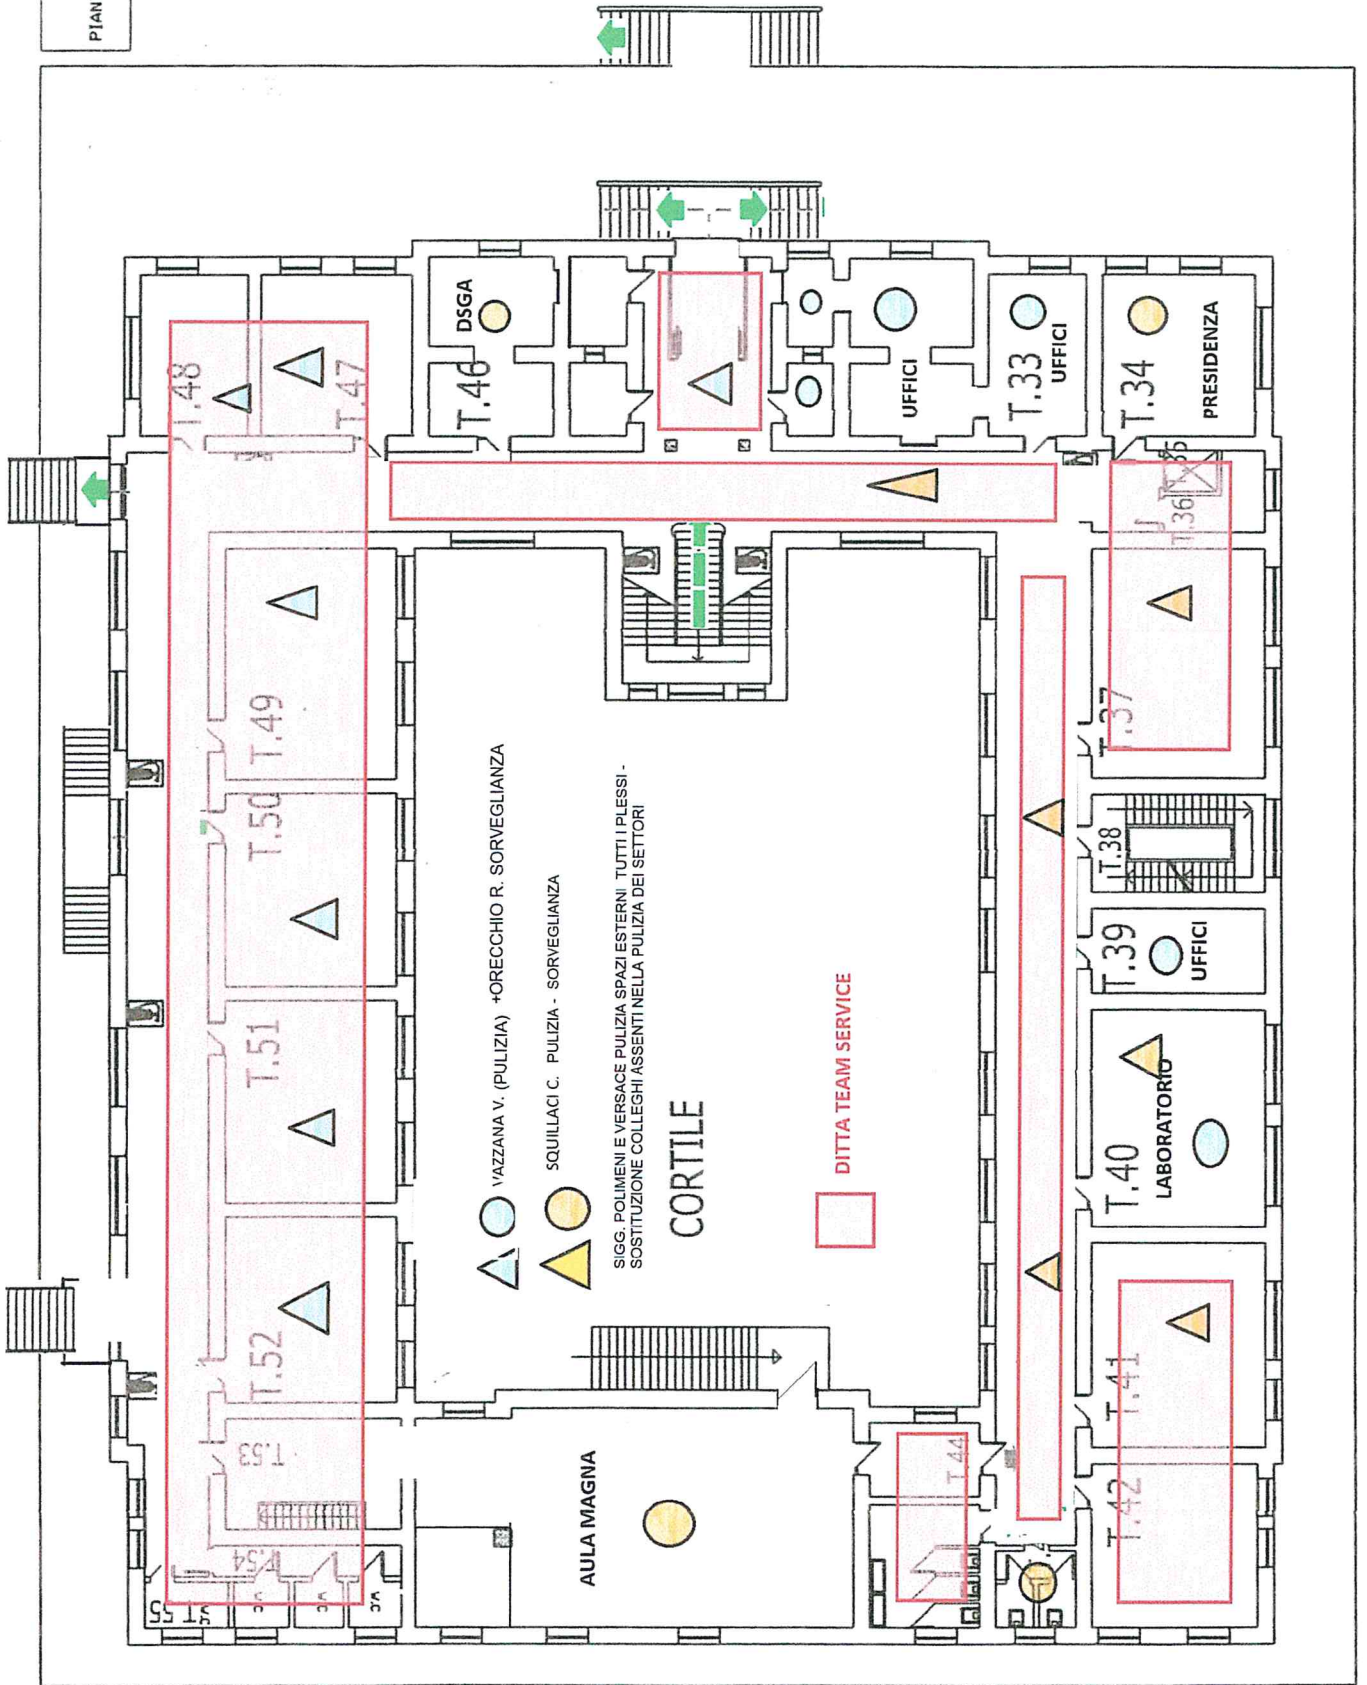 PIAN
T.48
T.47
DSGA
T.46
UFFICI
T.33
UFFICI
T.34
PRESIDENZA
T.36
T.49
T.50
T.51
T.52
T.53
T.54
T.55
W.C
W.C
W.C
W.C
VAZZANA V. (PULIZIA) +ORECCHIO R. SORVEGLIANZA
SQUILLACI C. PULIZIA - SORVEGLIANZA
SIGG. POLIMENI E VERSACE PULIZIA SPAZI ESTERNI TUTTI I PLESSI -
SOSTITUZIONE COLLEGHI ASSENTI NELLA PULIZIA DEI SETTORI
CORTILE
DITTA TEAM SERVICE
T.37
T.38
T.39
UFFICI
T.40
LABORATORIO
T.41
T.42
T.44
AULA MAGNA